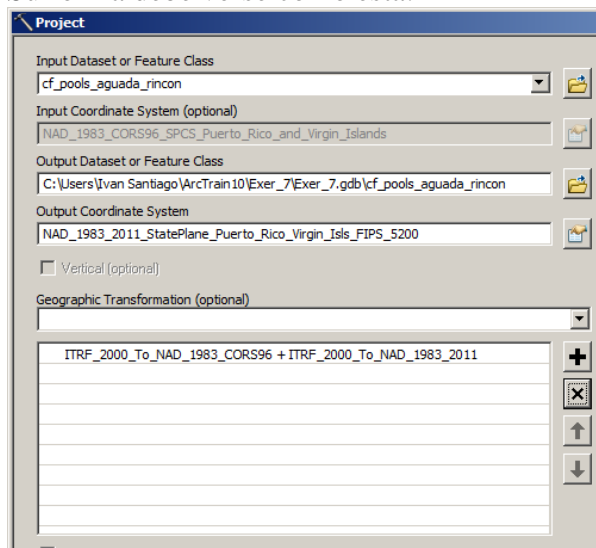 Project
Input Dataset or Feature Class
cf_pools_aguada_rincon
Input Coordinate System (optional)
NAD_1983_CORS96_SPCS_Puerto_Rico_and_Virgin_Islands
Output Dataset or Feature Class
C:\Users\Ivan Santiago\ArcTrain10\Exer_7\Exer_7.gdb\cf_pools_aguada_rincon
Output Coordinate System
NAD_1983_2011_StatePlane_Puerto_Rico_Virgin_Isls_FIPS_5200
Vertical (optional)
Geographic Transformation (optional)
ITRF_2000_To_NAD_1983_CORS96 + ITRF_2000_To_NAD_1983_2011